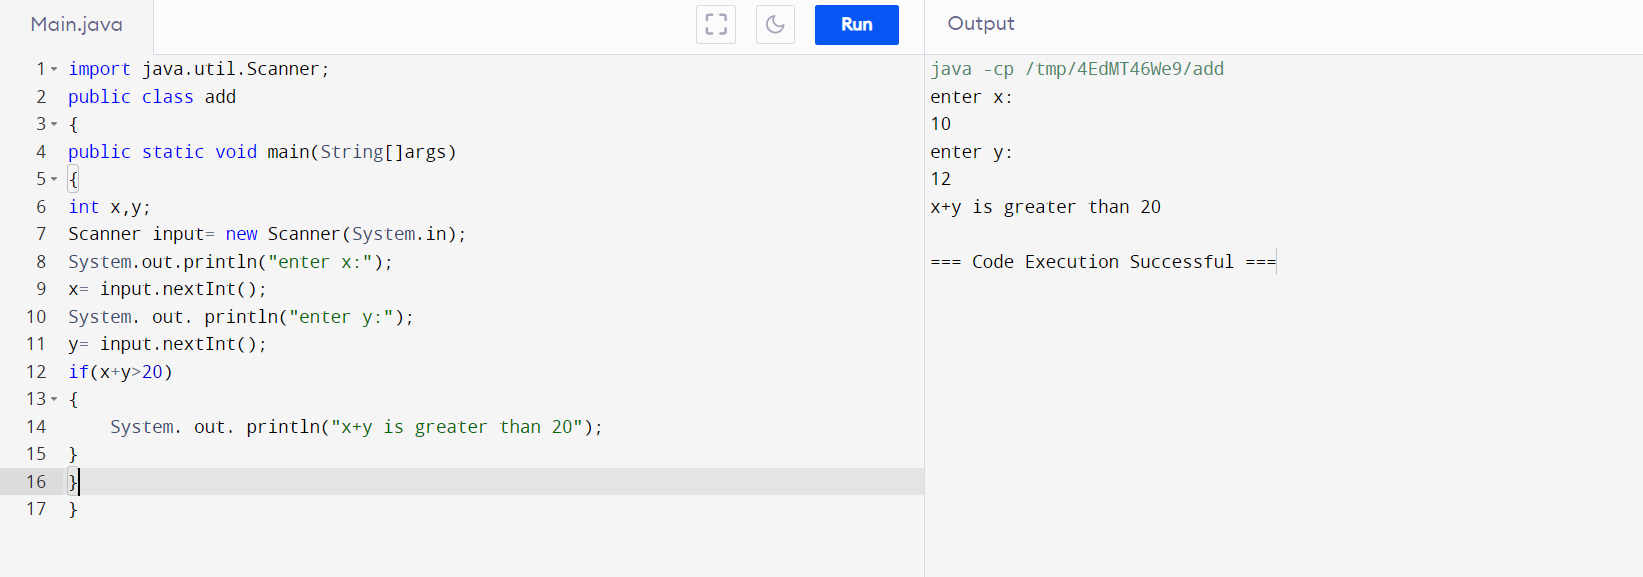 Main.java
Run
Output
1 import java.util.Scanner;
2 public class add
3 {
4 public static void main(String[]args)
5 {
6 int x,y;
7 Scanner input= new Scanner(System.in);
8 System.out.println("enter x:");
9 x= input.nextInt();
10 System. out. println("enter y:");
11 y= input.nextInt();
12 if(x+y>20)
13 {
14     System. out. println("x+y is greater than 20");
15 }
16 }
17 }
java -cp /tmp/4EdMT46We9/add
enter x:
10
enter y:
12
x+y is greater than 20
=== Code Execution Successful ===